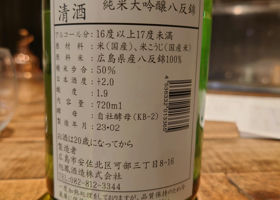 清酒 純米大吟醸八反錦
アルコール分：16度以上17度未満
原材料：米(国産)、米こうじ(国産米)
原料米：広島県産八反錦100%
精米歩合：50%
日本酒度：+2.0
酸度：1.9
内容量：720ml
酵母：自社酵母(KB-2)
製造年月：23·02
お酒は20歳になってから
製造者
広島市安佐北区可部三丁目8-16
旭鳳酒造株式会社
TEL・082-812-3344